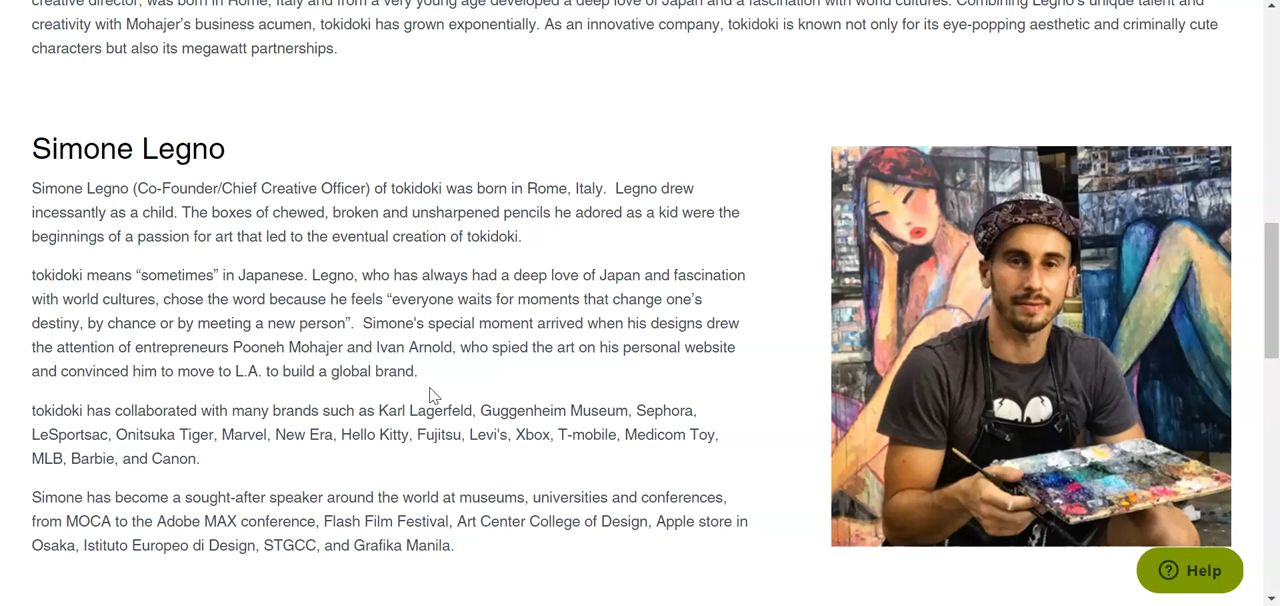 creative director, was born in Rome, Italy and from a very young age developed a deep love of Japan and a fascination with world cultures. Combining Legno's unique talent and
creativity with Mohajer's business acumen, tokidoki has grown exponentially. As an innovative company, tokidoki is known not only for its eye-popping aesthetic and criminally cute
characters but also its megawatt partnerships.
Simone Legno
Simone Legno (Co-Founder/Chief Creative Officer) of tokidoki was born in Rome, Italy.  Legno drew
incessantly as a child. The boxes of chewed, broken and unsharpened pencils he adored as a kid were the
beginnings of a passion for art that led to the eventual creation of tokidoki.
tokidoki means “sometimes” in Japanese. Legno, who has always had a deep love of Japan and fascination
with world cultures, chose the word because he feels “everyone waits for moments that change one’s
destiny, by chance or by meeting a new person”.  Simone's special moment arrived when his designs drew
the attention of entrepreneurs Pooneh Mohajer and Ivan Arnold, who spied the art on his personal website
and convinced him to move to L.A. to build a global brand.
tokidoki has collaborated with many brands such as Karl Lagerfeld, Guggenheim Museum, Sephora,
LeSportsac, Onitsuka Tiger, Marvel, New Era, Hello Kitty, Fujitsu, Levi's, Xbox, T-mobile, Medicom Toy,
MLB, Barbie, and Canon.
Simone has become a sought-after speaker around the world at museums, universities and conferences,
from MOCA to the Adobe MAX conference, Flash Film Festival, Art Center College of Design, Apple store in
Osaka, Istituto Europeo di Design, STGCC, and Grafika Manila.
Help